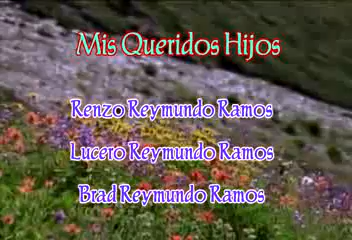 Mis Queridos Hijos
Renzo Reymundo Ramos
Lucero Reymundo Ramos
Brad Reymundo Ramos